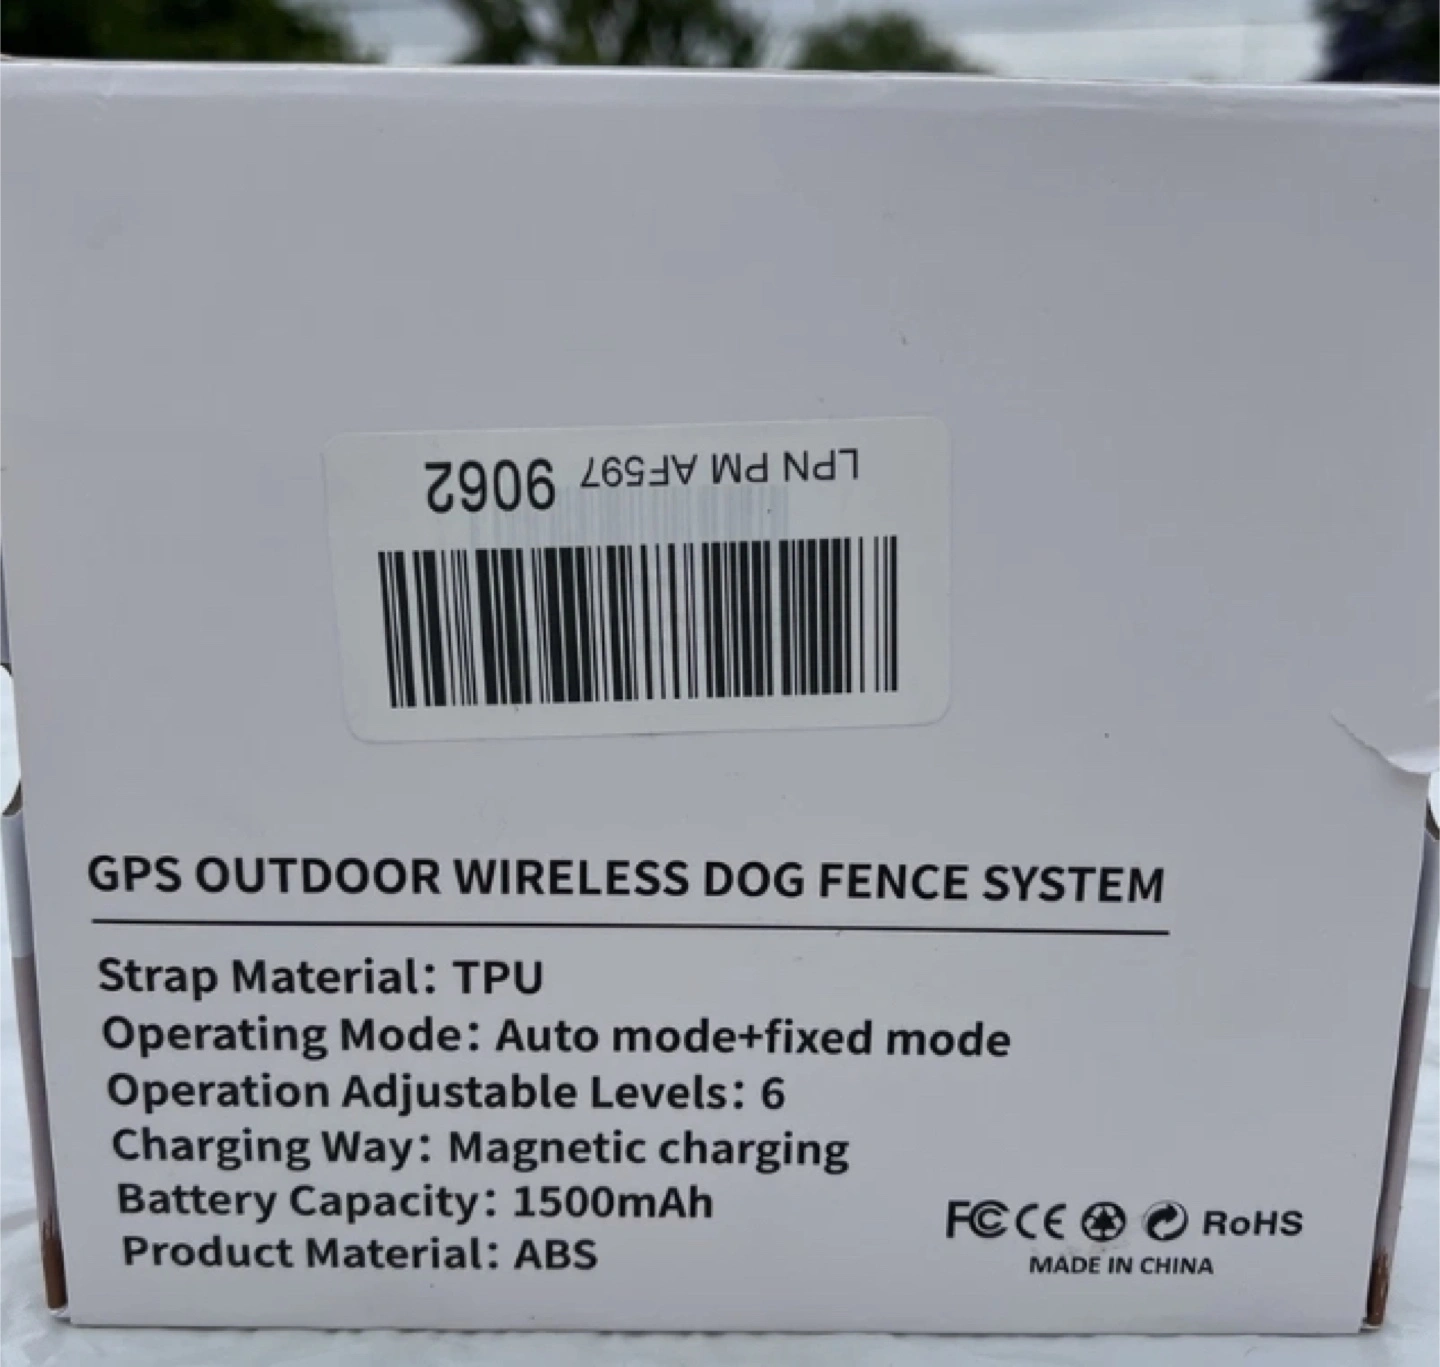 LPN PM AF597 9062
GPS OUTDOOR WIRELESS DOG FENCE SYSTEM
Strap Material: TPU
Operating Mode: Auto mode+fixed mode
Operation Adjustable Levels: 6
Charging Way: Magnetic charging
Battery Capacity: 1500mAh
Product Material: ABS
FC CE RoHS
MADE IN CHINA